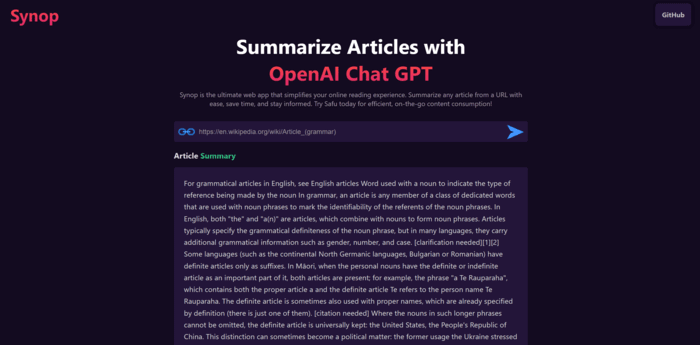 Synop
GitHub
Summarize Articles with
OpenAI Chat GPT
Synop is the ultimate web app that simplifies your online reading experience. Summarize any article from a URL with
ease, save time, and stay informed. Try Safu today for efficient, on-the-go content consumption!
https://en.wikipedia.org/wiki/Article_(grammar)
Article Summary
For grammatical articles in English, see English articles Word used with a noun to indicate the type of
reference being made by the noun In grammar, an article is any member of a class of dedicated words
that are used with noun phrases to mark the identifiability of the referents of the noun phrases. In
English, both "the" and "a(n)" are articles, which combine with nouns to form noun phrases. Articles
typically specify the grammatical definiteness of the noun phrase, but in many languages, they carry
additional grammatical information such as gender, number, and case. [clarification needed][1][2]
Some languages (such as the continental North Germanic languages, Bulgarian or Romanian) have
definite articles only as suffixes. In Māori, when the personal nouns have the definite or indefinite
article as an important part of it, both articles are present; for example, the phrase "a Te Rauparaha",
which contains both the proper article a and the definite article Te refers to the person name Te
Rauparaha. The definite article is sometimes also used with proper names, which are already specified
by definition (there is just one of them). [citation needed] Where the nouns in such longer phrases
cannot be omitted, the definite article is universally kept: the United States, the People's Republic of
China. This distinction can sometimes become a political matter: the former usage the Ukraine stressed